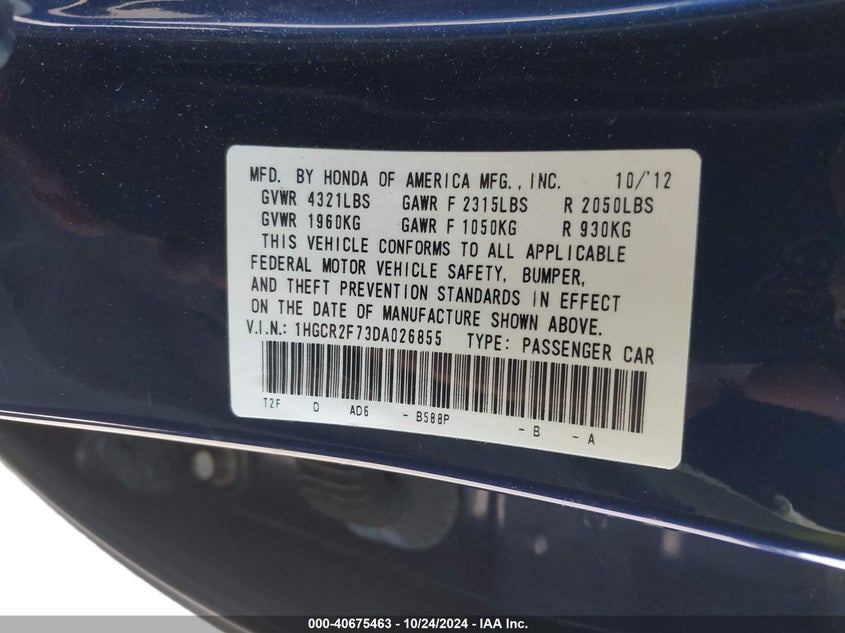 MFD. BY HONDA OF AMERICA MFG., INC. 10/'12
GVWR 4321LBS GAWR F 2315LBS R 2050LBS
GVWR 1960KG GAWR F 1050KG R 930KG
THIS VEHICLE CONFORMS TO ALL APPLICABLE
FEDERAL MOTOR VEHICLE SAFETY, BUMPER,
AND THEFT PREVENTION STANDARDS IN EFFECT
ON THE DATE OF MANUFACTURE SHOWN ABOVE.
V.I.N.: 1HGCR2F73DA026855 TYPE: PASSENGER CAR
T2F D AD6 - B588P - B - A
000-40675463 - 10/24/2024 - IAA Inc.